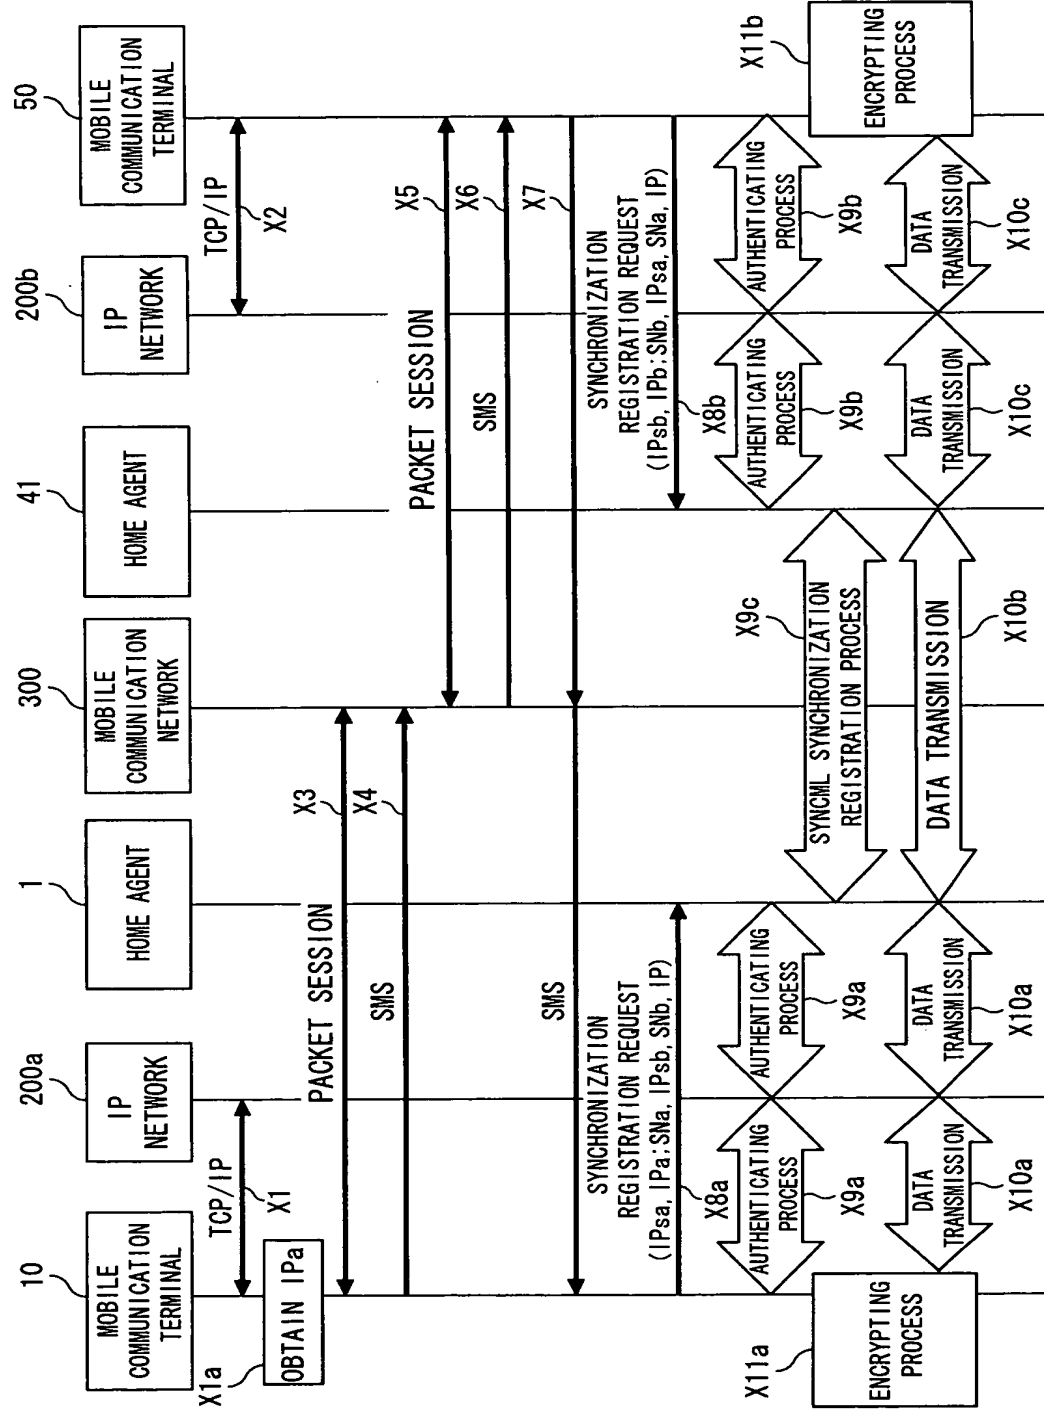 10
MOBILE
COMMUNICATION
TERMINAL
200a
IP
NETWORK
1
HOME AGENT
300
MOBILE
COMMUNICATION
NETWORK
41
HOME AGENT
200b
IP
NETWORK
50
MOBILE
COMMUNICATION
TERMINAL
TCP/IP
X1
TCP/IP
X2
X1a
OBTAIN IPa
PACKET SESSION
X3
SMS
X4
PACKET SESSION
X5
SMS
X6
SMS
X7
SYNCHRONIZATION
REGISTRATION REQUEST
(IPsa, IPa;SNa, IPsb, SNb, IP)
X8a
SYNCHRONIZATION
REGISTRATION REQUEST
(IPsb, IPb;SNb, IPsa, SNa, IP)
X8b
AUTHENTICATING
PROCESS
X9a
AUTHENTICATING
PROCESS
X9a
AUTHENTICATING
PROCESS
X9b
AUTHENTICATING
PROCESS
X9b
X9c
SYNCML SYNCHRONIZATION
REGISTRATION PROCESS
X11a
ENCRYPTING
PROCESS
DATA
TRANSMISSION
X10a
DATA
TRANSMISSION
X10a
DATA TRANSMISSION
X10b
DATA
TRANSMISSION
X10c
DATA
TRANSMISSION
X10c
X11b
ENCRYPTING
PROCESS